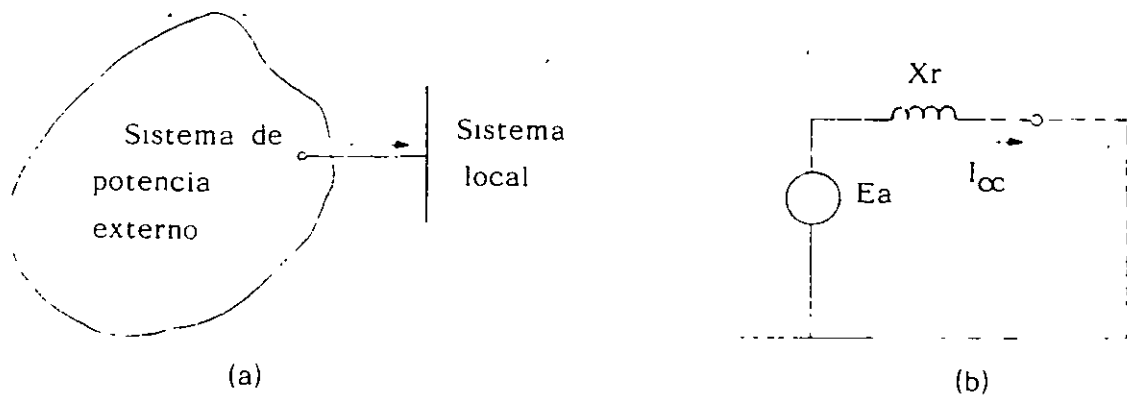 Sistema de
potencia
externo
Sistema
local
(a)
Xr
Icc
Ea
(b)